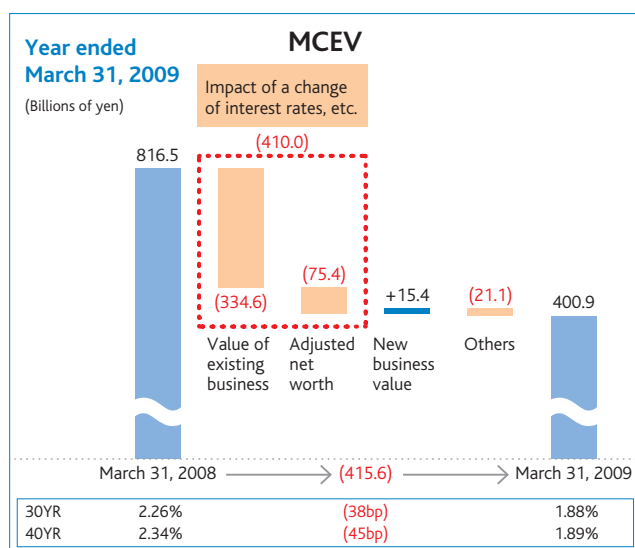 MCEV
Year ended
March 31, 2009
(Billions of yen)
Impact of a change
of interest rates, etc.
(410.0)
816.5
(334.6)
(75.4)
+15.4
(21.1)
400.9
Value of
existing
business
Adjusted
net
worth
New
business
value
Others
March 31, 2008 (415.6) March 31, 2009
30YR 2.26% (38bp) 1.88%
40YR 2.34% (45bp) 1.89%